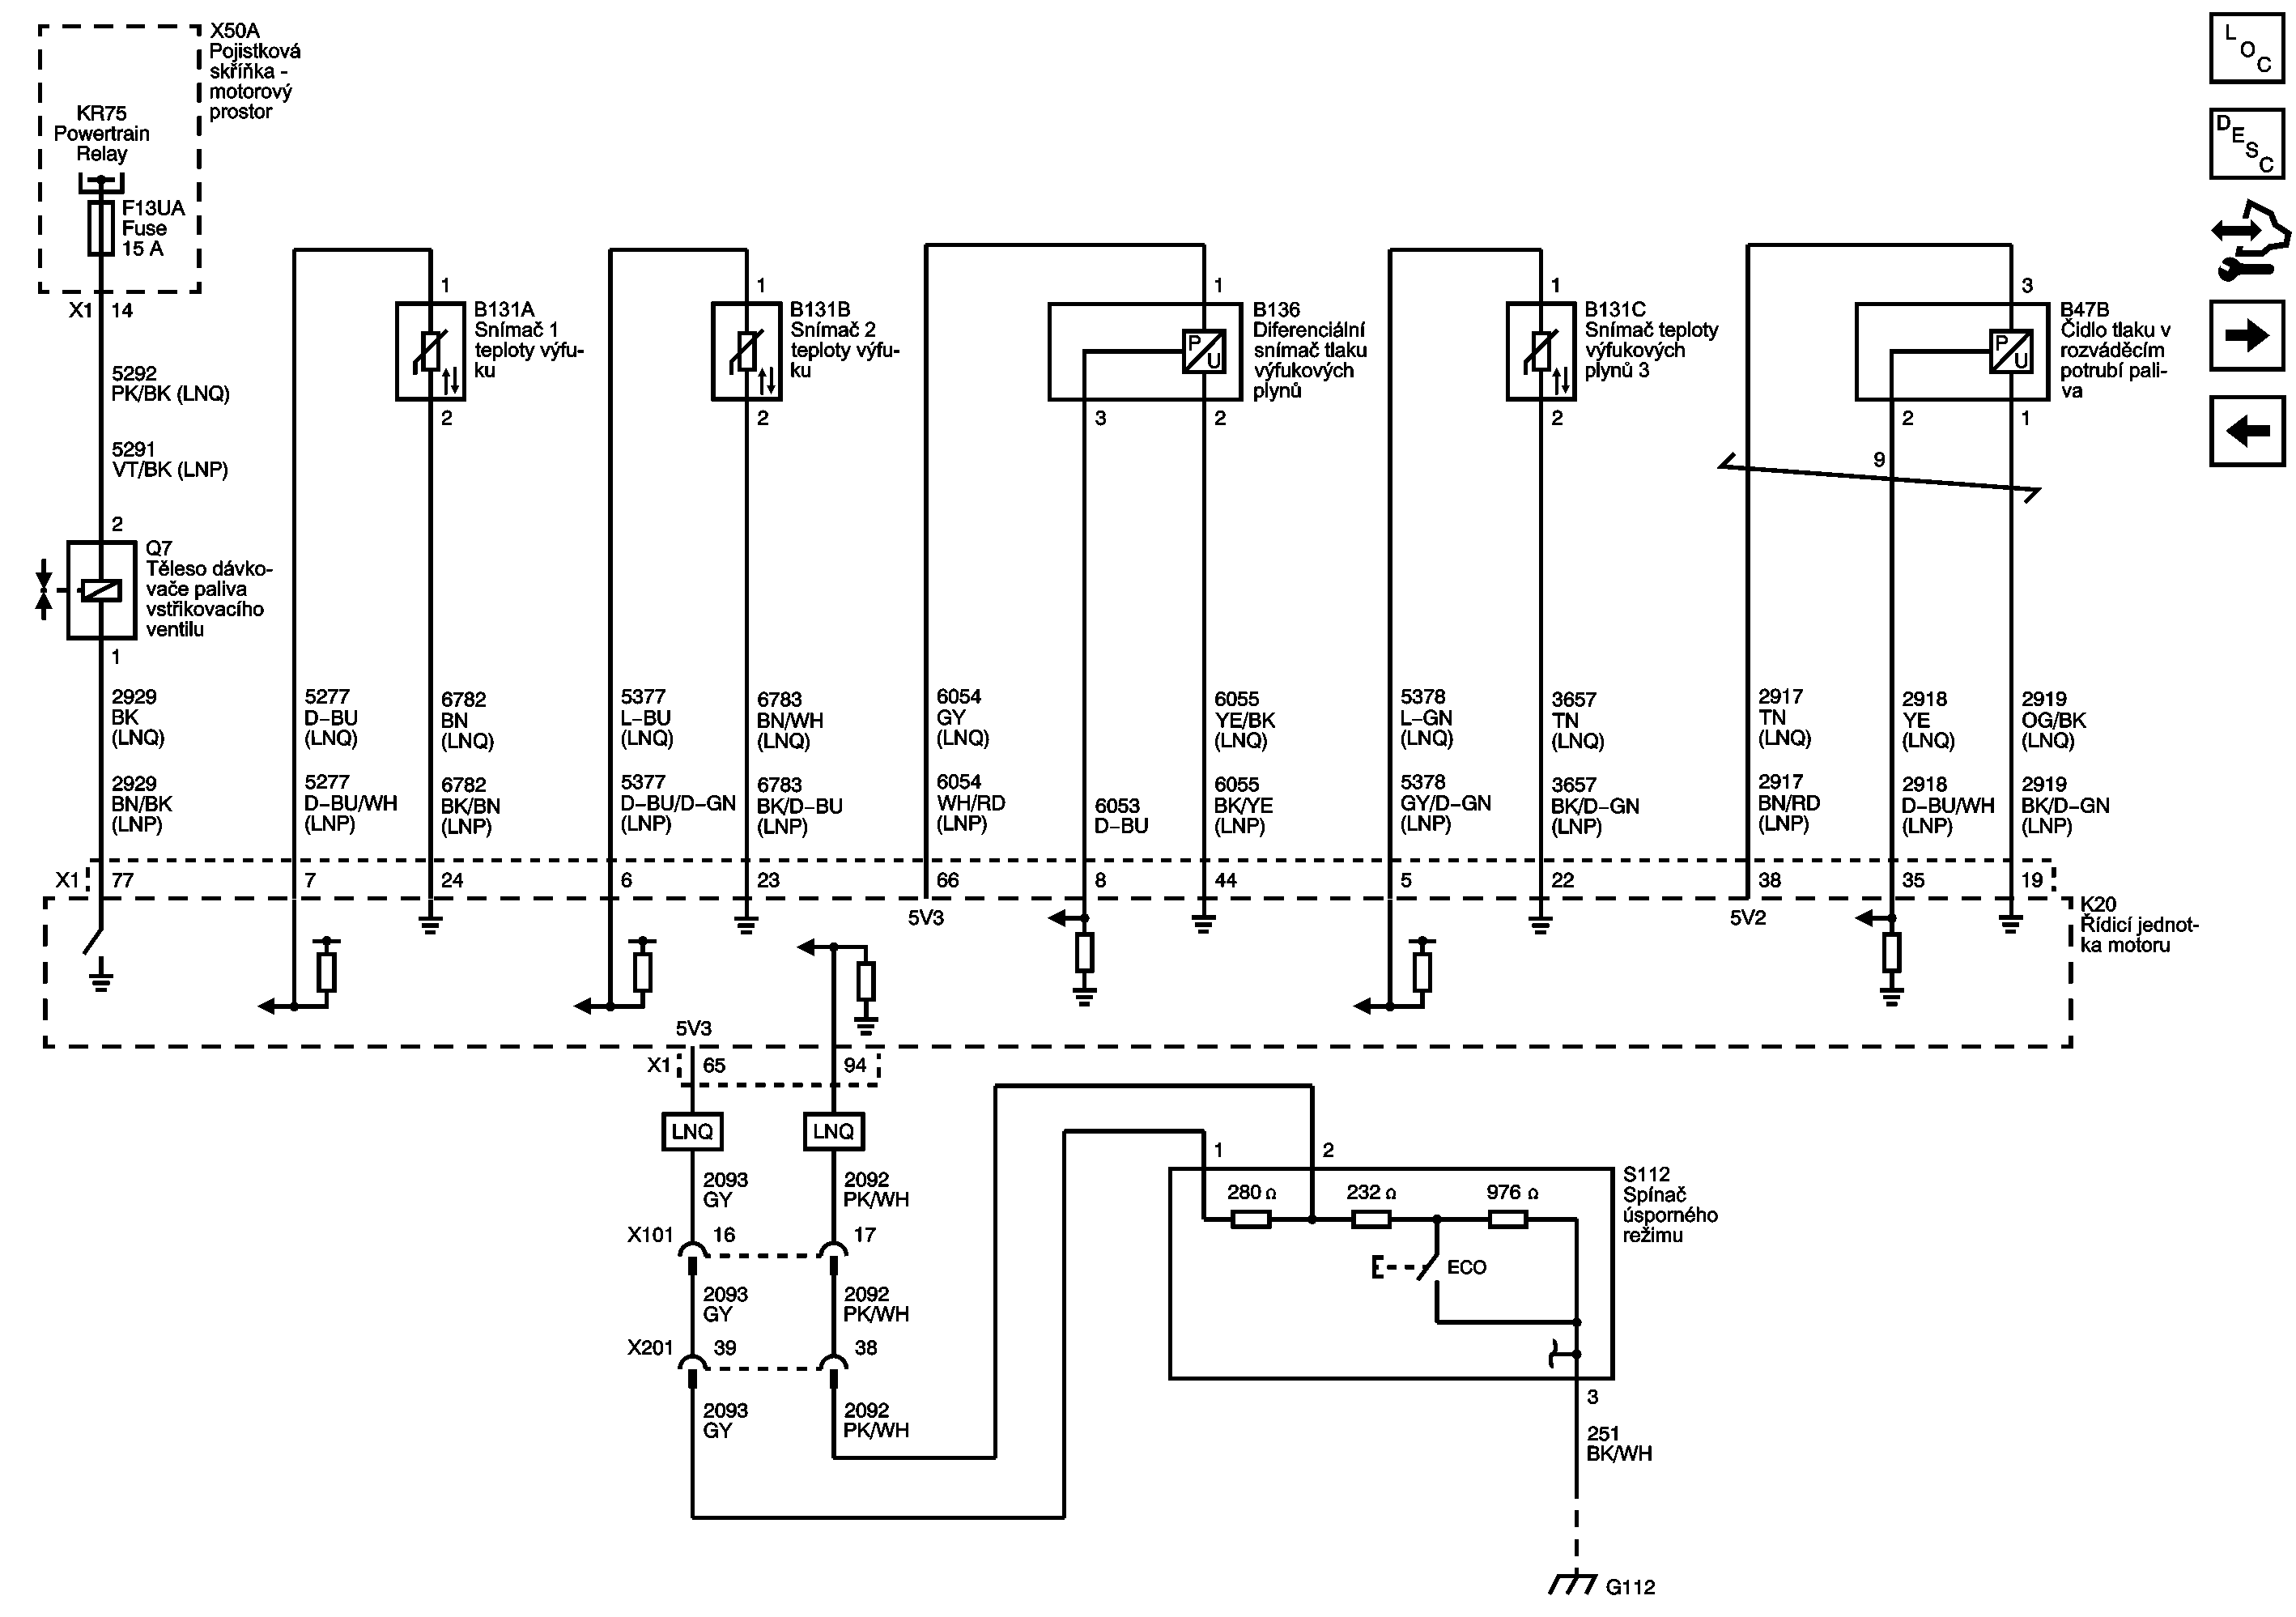 X50A
Pojistková
skříňka -
motorový
prostor
KR75
Powertrain
Relay
F13UA
Fuse
15 A
X1 14
5292
PK/BK (LNQ)
5291
VT/BK (LNP)
2
Q7
Těleso dávko-
vače paliva
vstřikovacího
ventilu
1
1
B131A
Snímač 1
teploty výfu-
ku
2
1
B131B
Snímač 2
teploty výfu-
ku
2
1
B136
Diferenciální
snímač tlaku
výfukových
plynů
P
U
3
2
1
B131C
Snímač teploty
výfukových
plynů 3
2
3
B47B
Čidlo tlaku v
rozváděcím
potrubí pali-
va
P
U
2
1
9
L
O
C
D
E
S
C
2929
BK
(LNQ)
2929
BN/BK
(LNP)
5277
D–BU
(LNQ)
5277
D–BU/WH
(LNP)
6782
BN
(LNQ)
6782
BK/BN
(LNP)
5377
L–BU
(LNQ)
5377
D–BU/D–GN
(LNP)
6783
BN/WH
(LNQ)
6783
BK/D–BU
(LNP)
6054
GY
(LNQ)
6054
WH/RD
(LNP)
6053
D–BU
6055
YE/BK
(LNQ)
6055
BK/YE
(LNP)
5378
L–GN
(LNQ)
5378
GY/D–GN
(LNP)
3657
TN
(LNQ)
3657
BK/D–GN
(LNP)
2917
TN
(LNQ)
2917
BN/RD
(LNP)
2918
YE
(LNQ)
2918
D–BU/WH
(LNP)
2919
OG/BK
(LNQ)
2919
BK/D–GN
(LNP)
X1 77 7 24 6 23 66 8 44 5 22 38 35 19
5V3
5V2
K20
Řídicí jednot-
ka motoru
5V3
X1 65 94
LNQ LNQ
2093
GY
2092
PK/WH
X101 16 17
2093
GY
2092
PK/WH
X201 39 38
2093
GY
2092
PK/WH
1 2
280 Ω 232 Ω 976 Ω
ECO
S112
Spínač
úsporného
režimu
3
251
BK/WH
G112